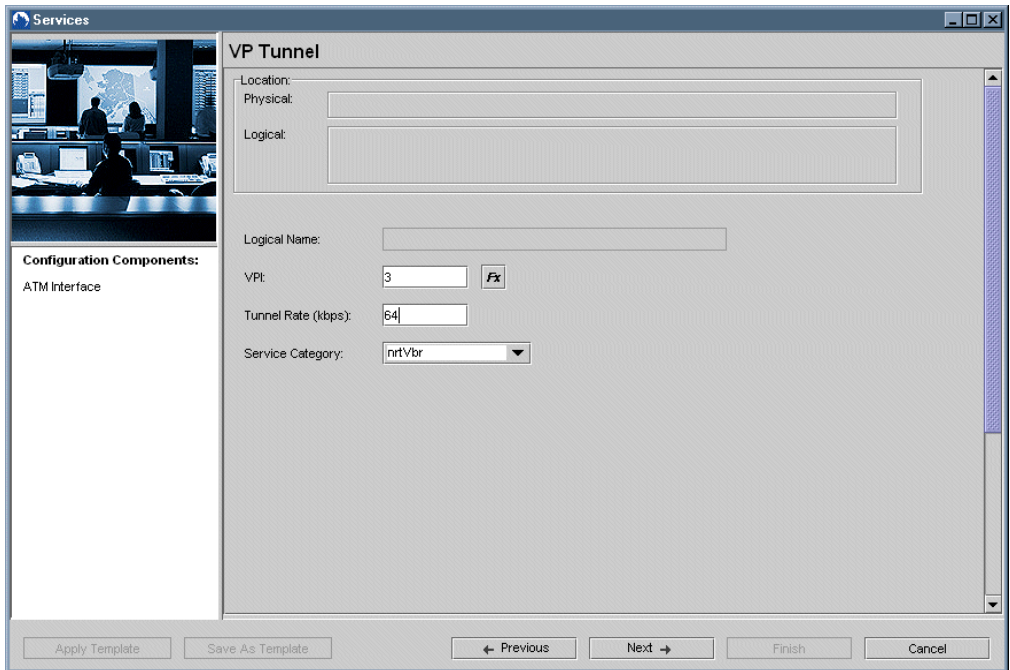 Services
VP Tunnel
Location:
Physical:
Logical:
Configuration Components:
ATM Interface
Logical Name:
VPI: 3 Fx
Tunnel Rate (kbps): 64
Service Category: nrtVbr
Apply Template Save As Template ← Previous Next → Finish Cancel